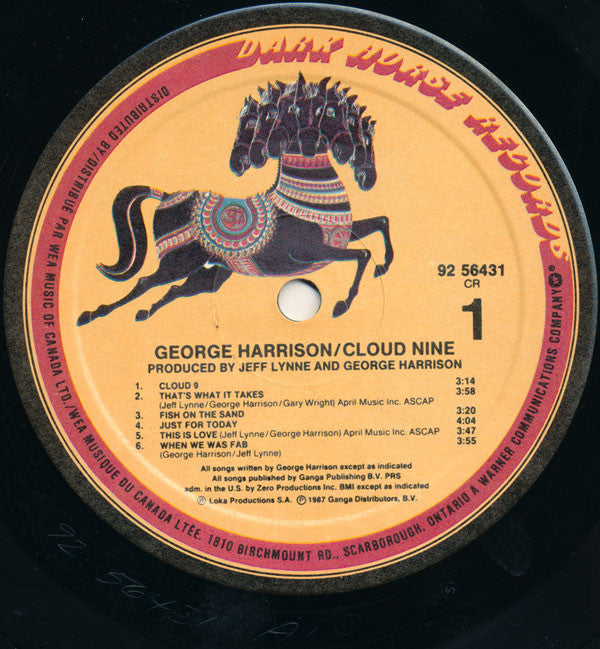 DARK HORSE RECORDS®
92 56431
CR
1
GEORGE HARRISON/CLOUD NINE
PRODUCED BY JEFF LYNNE AND GEORGE HARRISON
1. CLOUD 9 3:14
2. THAT'S WHAT IT TAKES 3:58
(Jeff Lynne/George Harrison/Gary Wright) April Music Inc. ASCAP
3. FISH ON THE SAND 3:20
4. JUST FOR TODAY 4:04
5. THIS IS LOVE (Jeff Lynne/George Harrison) April Music Inc. ASCAP 3:47
6. WHEN WE WAS FAB 3:55
(George Harrison/Jeff Lynne)
All songs written by George Harrison except as indicated
All songs published by Ganga Publishing B.V. PRS
adm. in the U.S. by Zero Productions Inc. BMI except as indicated
Ⓟ Loka Productions S.A. Ⓟ 1987 Ganga Distributors, B.V.
DISTRIBUTED BY/DISTRIBUÉ PAR WEA MUSIC OF CANADA LTD./WEA MUSIQUE DU CANADA LTÉE. 1810 BIRCHMOUNT RD., SCARBOROUGH, ONTARIO A WARNER COMMUNICATIONS COMPANY
92 56431 A